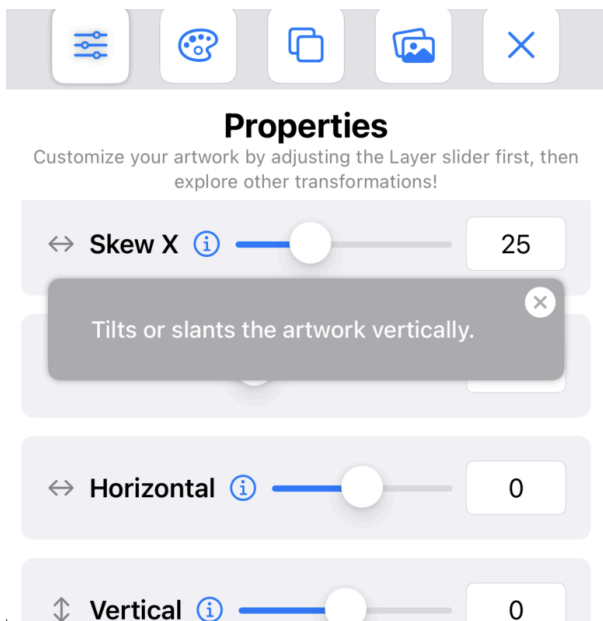 Properties
Customize your artwork by adjusting the Layer slider first, then
explore other transformations!
Skew X
25
Tilts or slants the artwork vertically.
Horizontal
0
Vertical
0